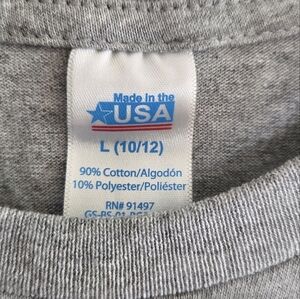 Made in the
USA
L (10/12)
90% Cotton/Algodón
10% Polyester/Poliéster
RN# 91497